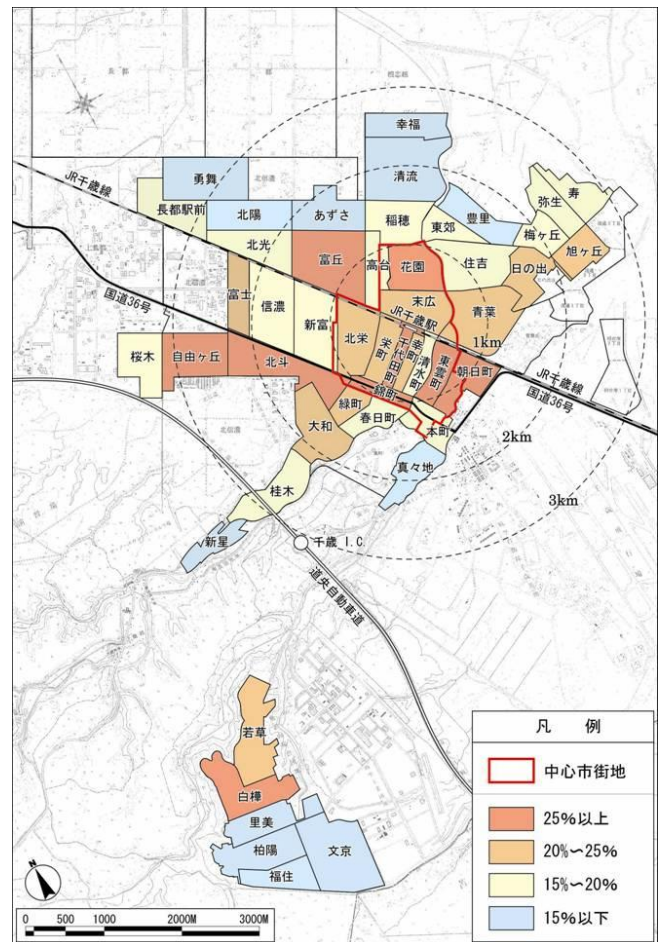 幸福
勇舞
清流
JR千歳線
長都駅前
北陽
あずさ
稲穂
東郊
豊里
弥生
寿
梅ヶ丘
旭ヶ丘
北光
富丘
高台
花園
住吉
日の出
国道36号
富士
信濃
新富
末広
JR千歳駅
青葉
1km
北栄
栄町
千代田町
幸町
清水町
東雲町
朝日町
JR千歳線
国道36号
桜木
自由ヶ丘
北斗
錦町
緑町
春日町
本町
大和
真々地
2km
3km
桂木
新星
千歳 I.C.
道央自動車道
若草
白樺
里美
柏陽
文京
福住
凡 例
中心市街地
25%以上
20%～25%
15%～20%
15%以下
N
0 500 1000 2000M 3000M